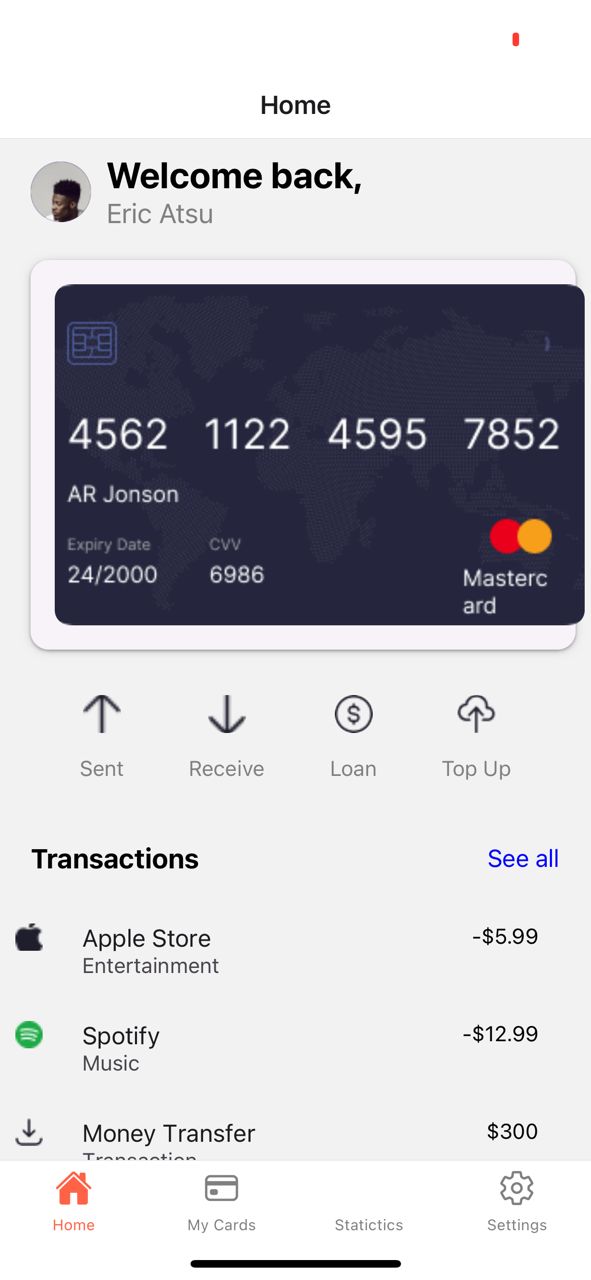 Home
Welcome back,
Eric Atsu
4562 1122 4595 7852
AR Jonson
Expiry Date CVV
24/2000 6986
Masterc
ard
Sent Receive Loan Top Up
Transactions See all
Apple Store -$5.99
Entertainment
Spotify -$12.99
Music
Money Transfer $300
Transaction
Home My Cards Statictics Settings